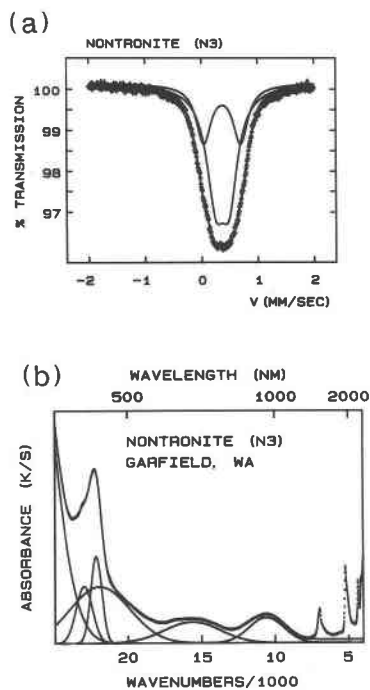 (a)
NONTRONITE (N3)
100
99
98
97
% TRANSMISSION
-2 -1 0 1 2
V (MM/SEC)
(b)
WAVELENGTH (NM)
500 1000 2000
NONTRONITE (N3)
GARFIELD, WA
ABSORBANCE (K/S)
20 15 10 5
WAVENUMBERS/1000